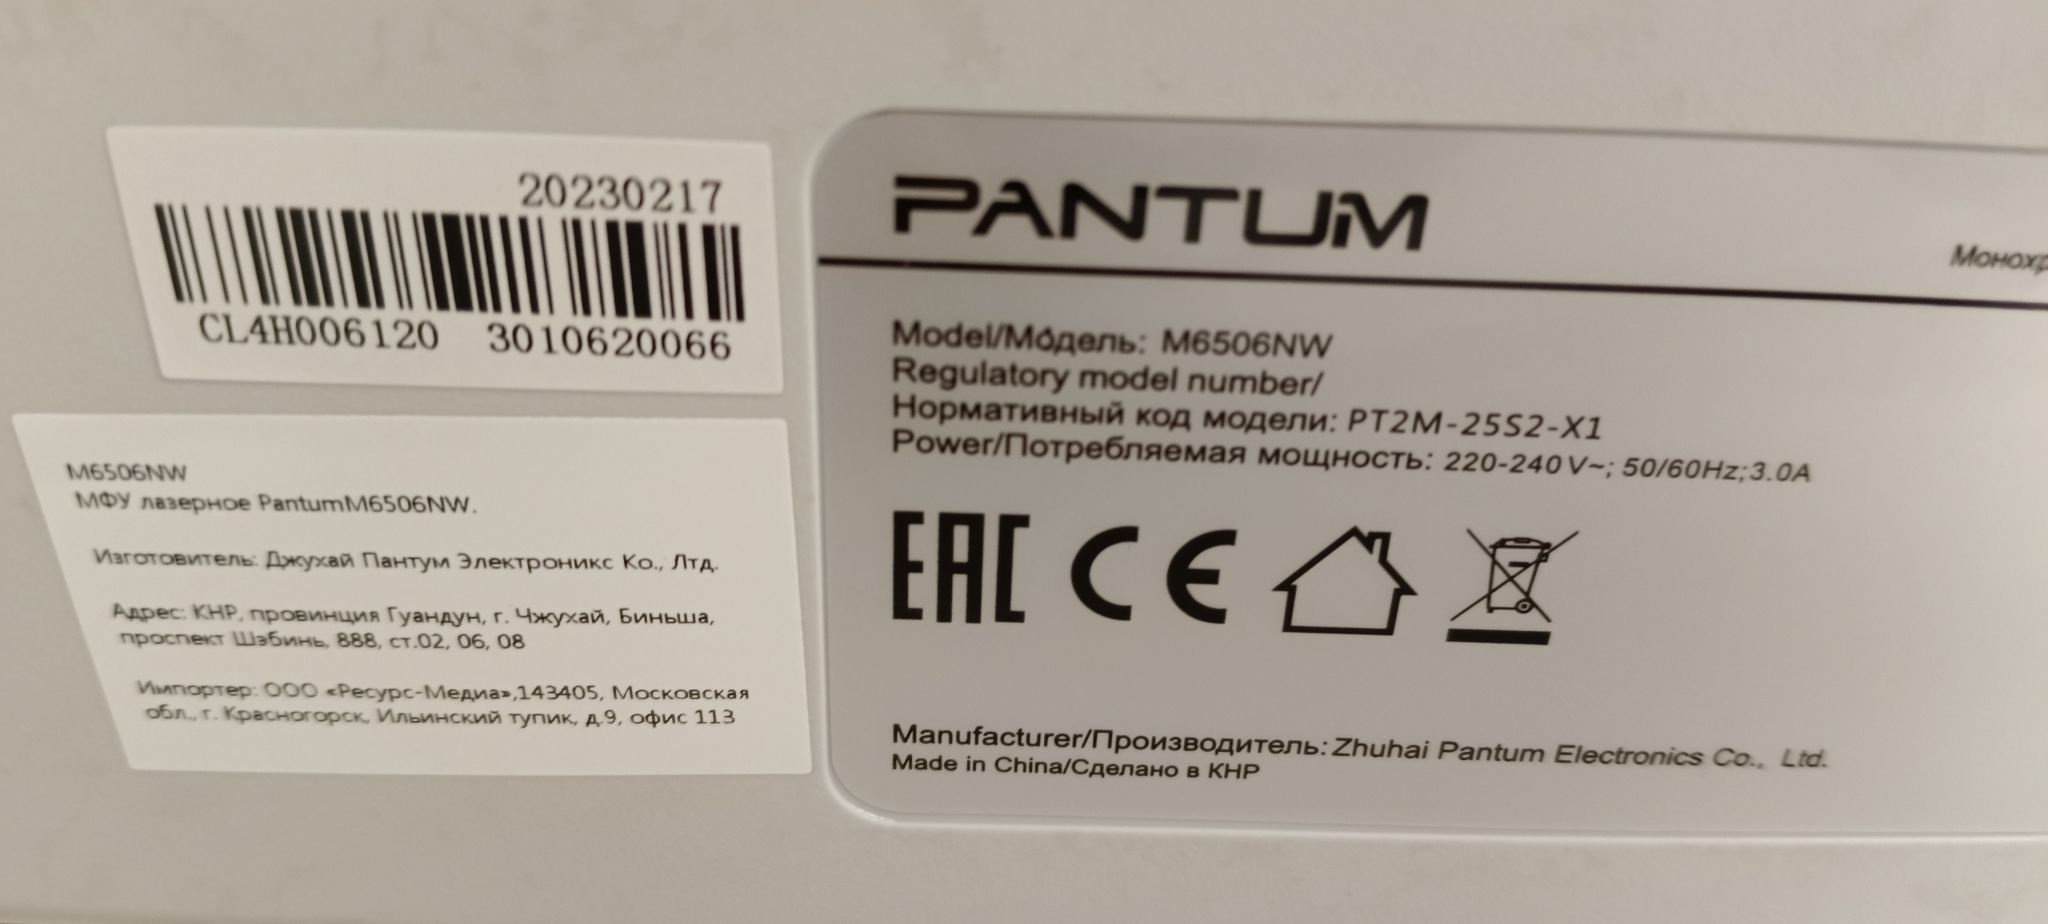 20230217
CL4H006120 3010620066
M6506NW
МФУ лазерное PantumM6506NW.
Изготовитель: Джухай Пантум Электроникс Ко., Лтд.
Адрес: КНР, провинция Гуандун, г. Чжухай, Биньша,
проспект Шэбинь, 888, ст.02, 06, 08
Импортер: ООО «Ресурс-Медиа»,143405, Московская
обл., г. Красногорск, Ильинский тупик, д.9, офис 113
PANTUM
Монохр
Model/Модель: M6506NW
Regulatory model number/
Нормативный код модели: PT2M-25S2-X1
Power/Потребляемая мощность: 220-240V~; 50/60Hz;3.0A
EAC CE
Manufacturer/Производитель: Zhuhai Pantum Electronics Co., Ltd.
Made in China/Сделано в КНР